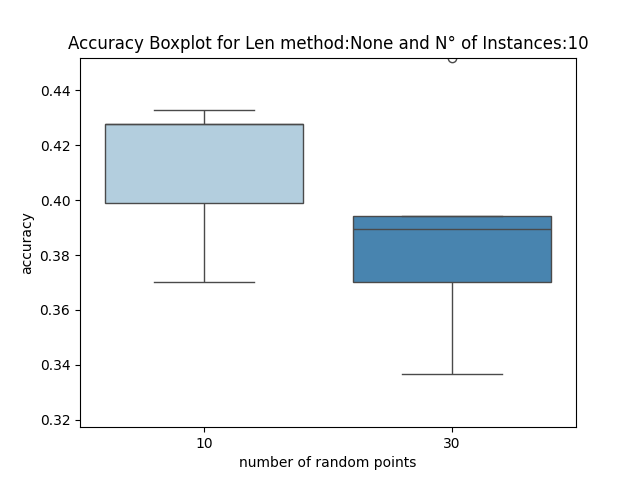 Accuracy Boxplot for Len method:None and N° of Instances:10
0.44
0.42
0.40
0.38
0.36
0.34
0.32
accuracy
10 30
number of random points